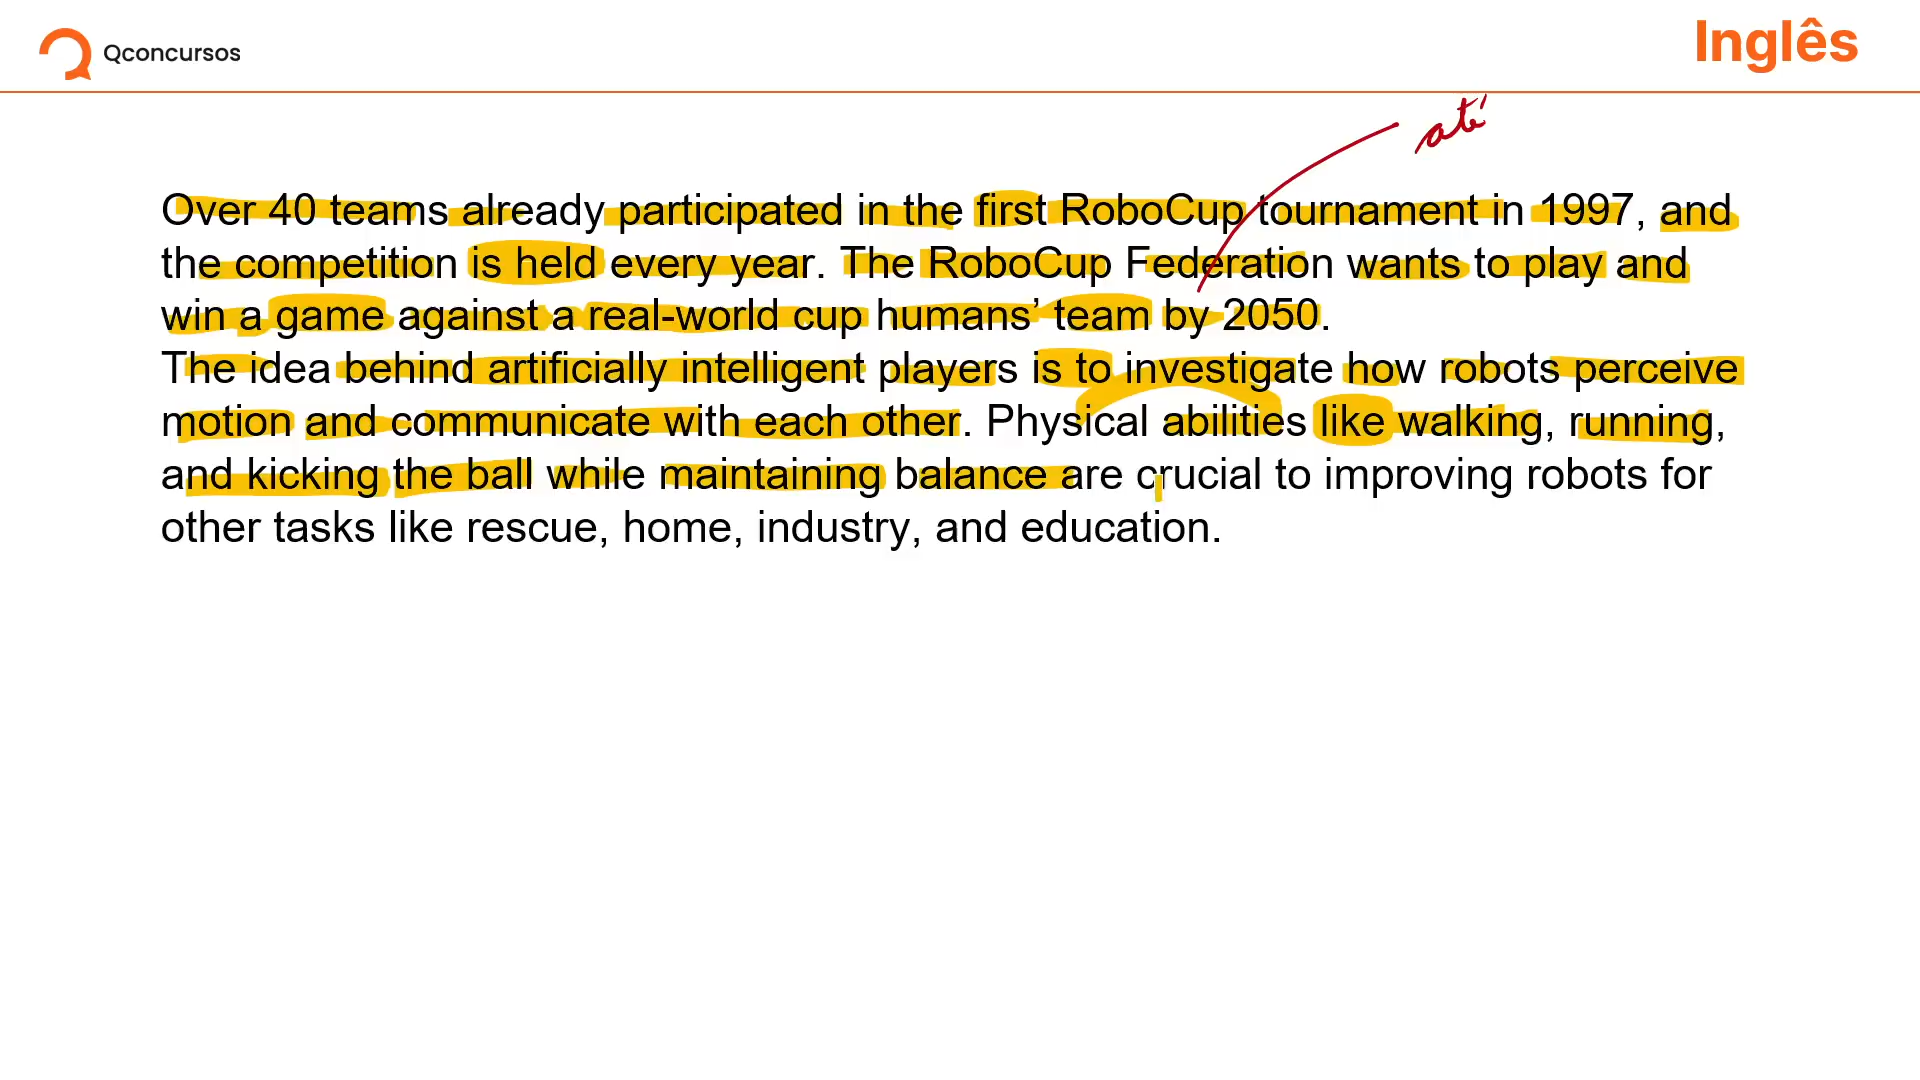 Qconcursos
Inglês
até
Over 40 teams already participated in the first RoboCup tournament in 1997, and
the competition is held every year. The RoboCup Federation wants to play and
win a game against a real-world cup humans’ team by 2050.
The idea behind artificially intelligent players is to investigate how robots perceive
motion and communicate with each other. Physical abilities like walking, running,
and kicking the ball while maintaining balance are crucial to improving robots for
other tasks like rescue, home, industry, and education.